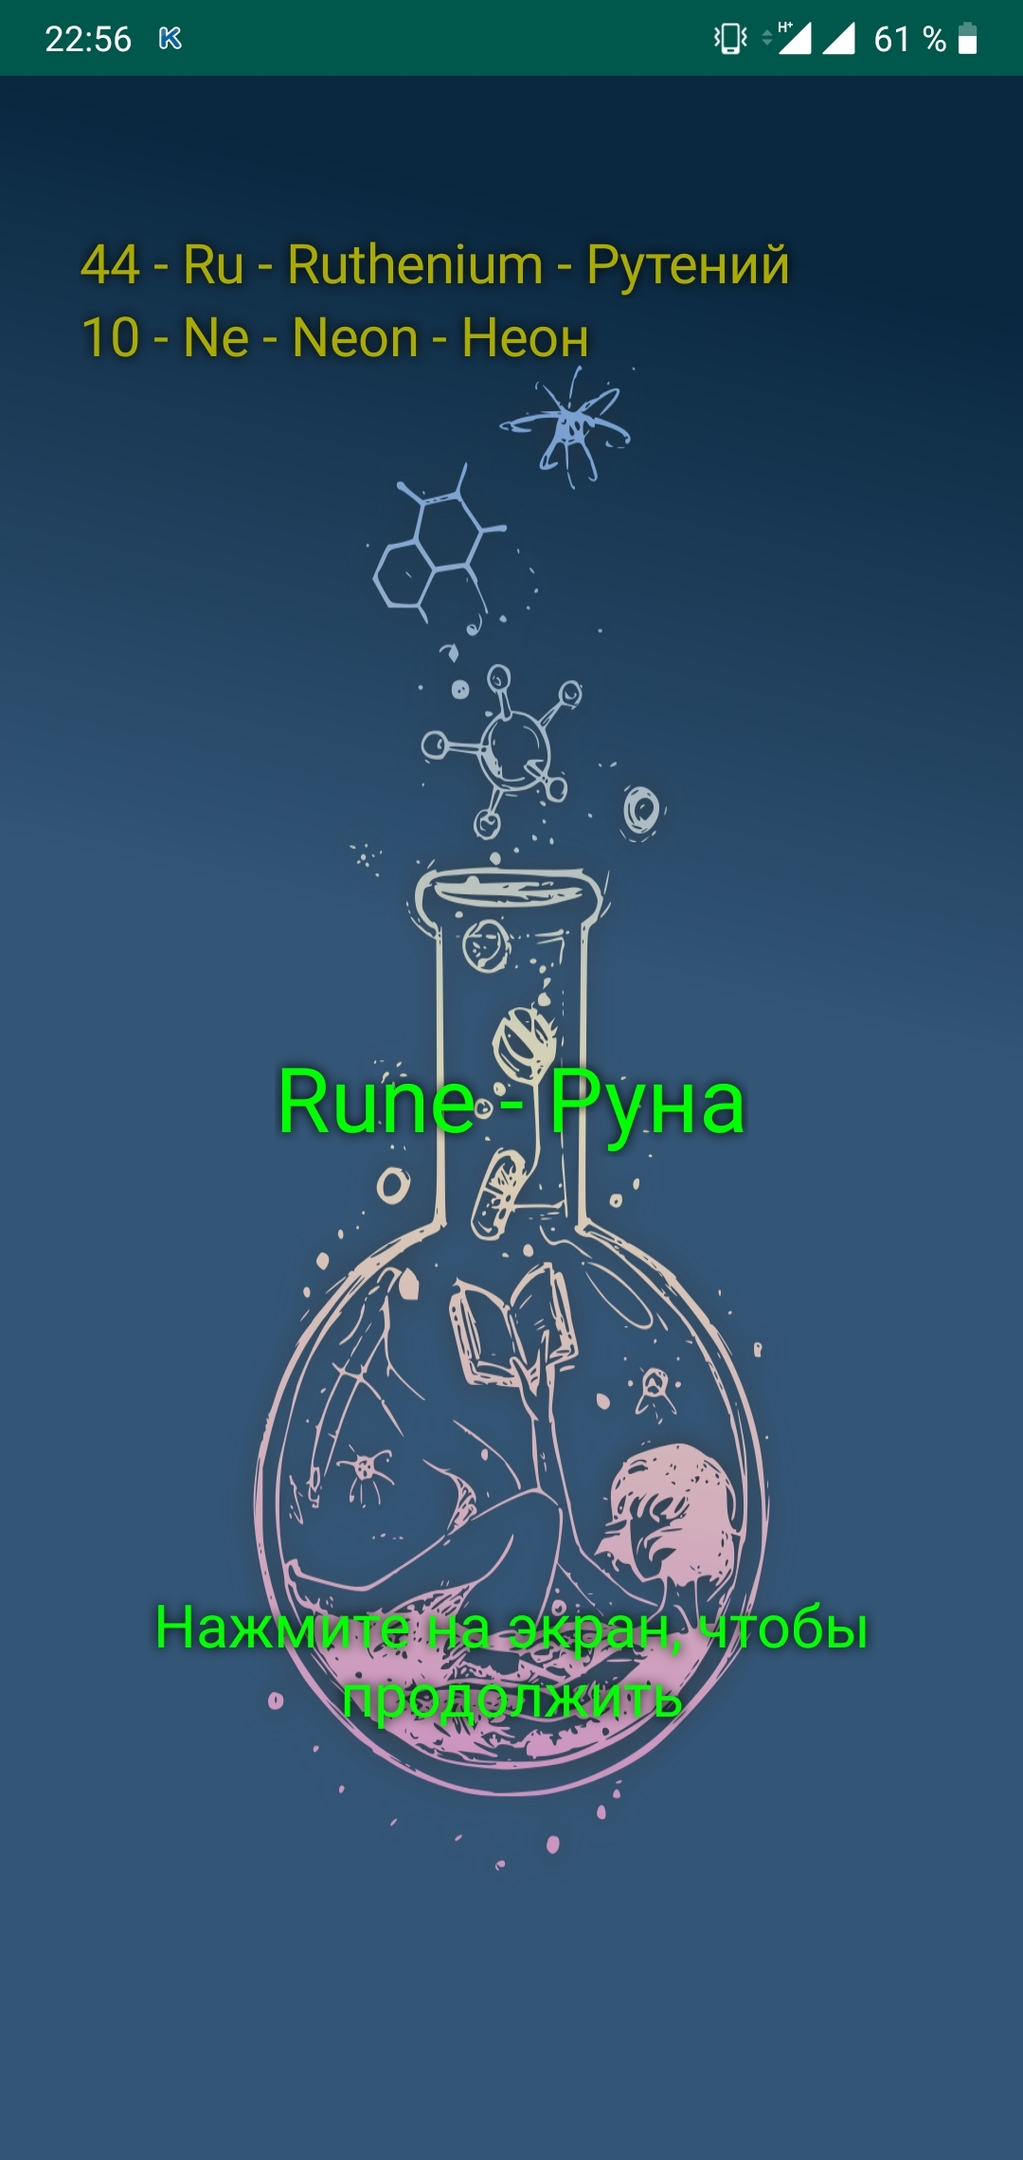 22:56 K H+ 61 %
44 - Ru - Ruthenium - Рутений
10 - Ne - Neon - Неон
Rune - Руна
Нажмите на экран, чтобы
продолжить